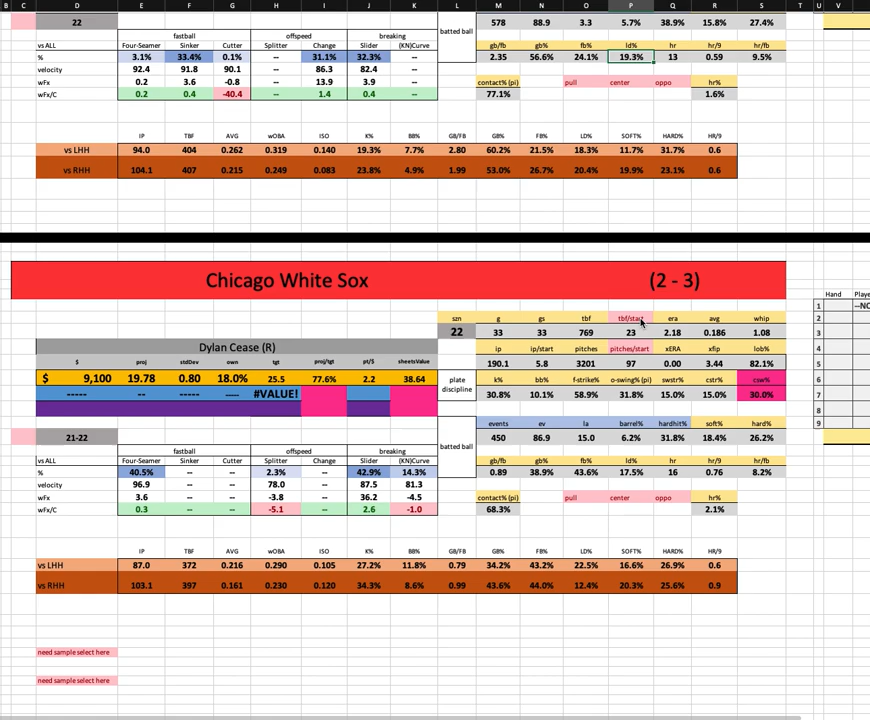 B C D E F G H I J K L M N O P Q R S T U V
22 batted ball 578 88.9 3.3 5.7% 38.9% 15.8% 27.4%
fastball offspeed breaking
vs ALL Four-Seamer Sinker Cutter Splitter Change Slider (KN)Curve gb/fb gb% fb% ld% hr hr/9 hr/fb
% 3.1% 33.4% 0.1% -- 31.1% 32.3% -- 2.35 56.6% 24.1% 19.3% 13 0.59 9.5%
velocity 92.4 91.8 90.1 -- 86.3 82.4 --
wFx 0.2 3.6 -0.8 -- 13.9 3.9 -- contact% (pi) pull center oppo hr%
wFx/C 0.2 0.4 -40.4 -- 1.4 0.4 -- 77.1% 1.6%
IP TBF AVG wOBA ISO K% BB% GB/FB GB% FB% LD% SOFT% HARD% HR/9
vs LHH 94.0 404 0.262 0.319 0.140 19.3% 7.7% 2.80 60.2% 21.5% 18.3% 11.7% 31.7% 0.6
vs RHH 104.1 407 0.215 0.249 0.083 23.8% 4.9% 1.99 53.0% 26.7% 20.4% 19.9% 23.1% 0.6
Chicago White Sox (2 - 3)
Hand
1 --NO
szn g gs tbf tbf/start era avg whip 2
22 33 33 769 23 2.18 0.186 1.08 3
Dylan Cease (R) ip ip/start pitches pitches/start xERA xfip lob% 4
$ proj stdDev own tgt proj/tgt pt/$ sheetsValue 190.1 5.8 3201 97 0.00 3.44 82.1% 5
$ 9,100 19.78 0.80 18.0% 25.5 77.6% 2.2 38.64 plate discipline k% bb% f-strike% o-swing% (pi) swstr% cstr% csw% 6
----- -- ----- ---- #VALUE! 30.8% 10.1% 58.9% 31.8% 15.0% 15.0% 30.0% 7
8
events ev la barrel% hardhit% soft% hard% 9
21-22 batted ball 450 86.9 15.0 6.2% 31.8% 18.4% 26.2%
fastball offspeed breaking
vs ALL Four-Seamer Sinker Cutter Splitter Change Slider (KN)Curve gb/fb gb% fb% ld% hr hr/9 hr/fb
% 40.5% -- -- 2.3% -- 42.9% 14.3% 0.89 38.9% 43.6% 17.5% 16 0.76 8.2%
velocity 96.9 -- -- 78.0 -- 87.5 81.3
wFx 3.6 -- -- -3.8 -- 36.2 -4.5 contact% (pi) pull center oppo hr%
wFx/C 0.3 -- -- -5.1 -- 2.6 -1.0 68.3% 2.1%
IP TBF AVG wOBA ISO K% BB% GB/FB GB% FB% LD% SOFT% HARD% HR/9
vs LHH 87.0 372 0.216 0.290 0.105 27.2% 11.8% 0.79 34.2% 43.2% 22.5% 16.6% 26.9% 0.6
vs RHH 103.1 397 0.161 0.230 0.120 34.3% 8.6% 0.99 43.6% 44.0% 12.4% 20.3% 25.6% 0.9
need sample select here
need sample select here